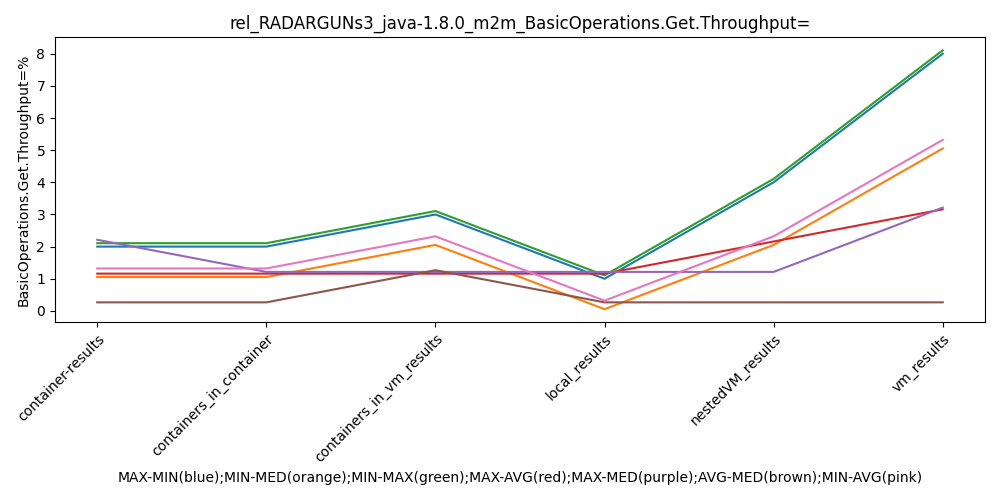 rel_RADARGUNs3_java-1.8.0_m2m_BasicOperations.Get.Throughput=
BasicOperations.Get.Throughput=%
8
7
6
5
4
3
2
1
0
container-results
containers_in_container
containers_in_vm_results
local_results
nestedVM_results
vm_results
MAX-MIN(blue);MIN-MED(orange);MIN-MAX(green);MAX-AVG(red);MAX-MED(purple);AVG-MED(brown);MIN-AVG(pink)